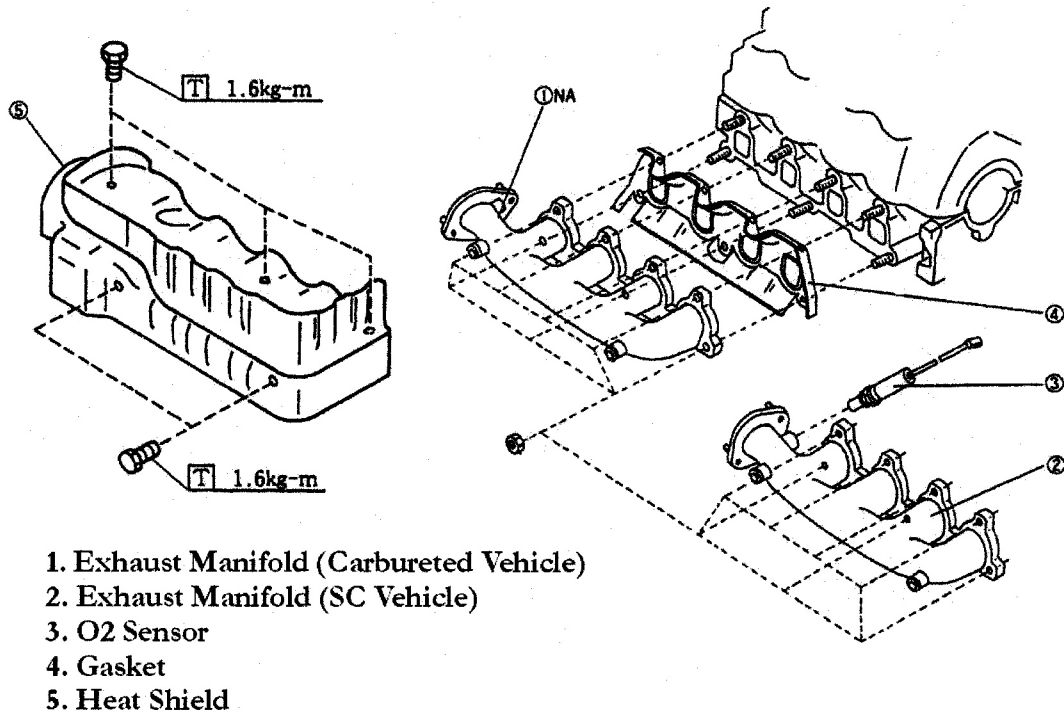 T 1.6kg-m
⑤
①NA
④
③
②
T 1.6kg-m
1. Exhaust Manifold (Carbureted Vehicle)
2. Exhaust Manifold (SC Vehicle)
3. O2 Sensor
4. Gasket
5. Heat Shield